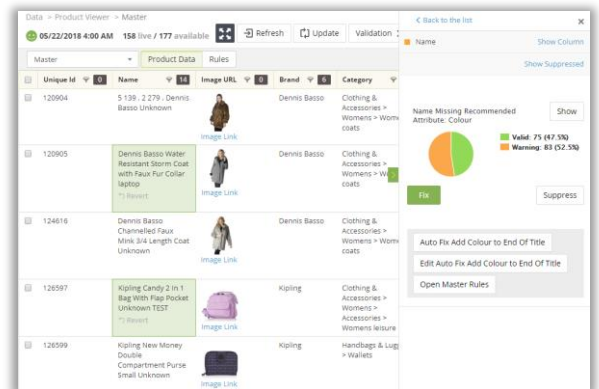 Data > Product Viewer > Master
05/22/2018 4:00 AM 158 live / 177 available Refresh Update Validation
Master Product Data Rules
Unique Id 0 Name 14 Image URL 0 Brand 6 Category
120904 5 139 . 2 279 . Dennis Basso Unknown Image Link Dennis Basso Clothing &
Accessories >
Womens >
coats
120905 Dennis Basso Water
Resistant Storm Coat
with Faux Fur Collar
laptop
Revert
Image Link
Dennis Basso
Clothing &
Accessories >
Womens >
coats
124616 Dennis Basso
Channelled Faux
Mink 3/4 Length Coat
Unknown
Image Link
Dennis Basso
Clothing &
Accessories >
Womens >
coats
126597 Kipling Candy 2 in 1
Bag With Flap Pocket
Unknown TEST
Revert
Image Link
Kipling
Clothing &
Accessories >
Womens >
Accessories >
Womens leisure
126599 Kipling New Money
Double
Compartment Purse
Small Unknown
Image Link
Kipling
Handbags &
> Wallets
< Back to the list
Name Show Column
Show Suppressed
Name Missing Recommended
Attribute: Colour
Show
Valid: 75 (47.5%)
Warning: 83 (52.5%)
Fix Suppress
Auto Fix Add Colour to End Of Title
Edit Auto Fix Add Colour to End Of Title
Open Master Rules